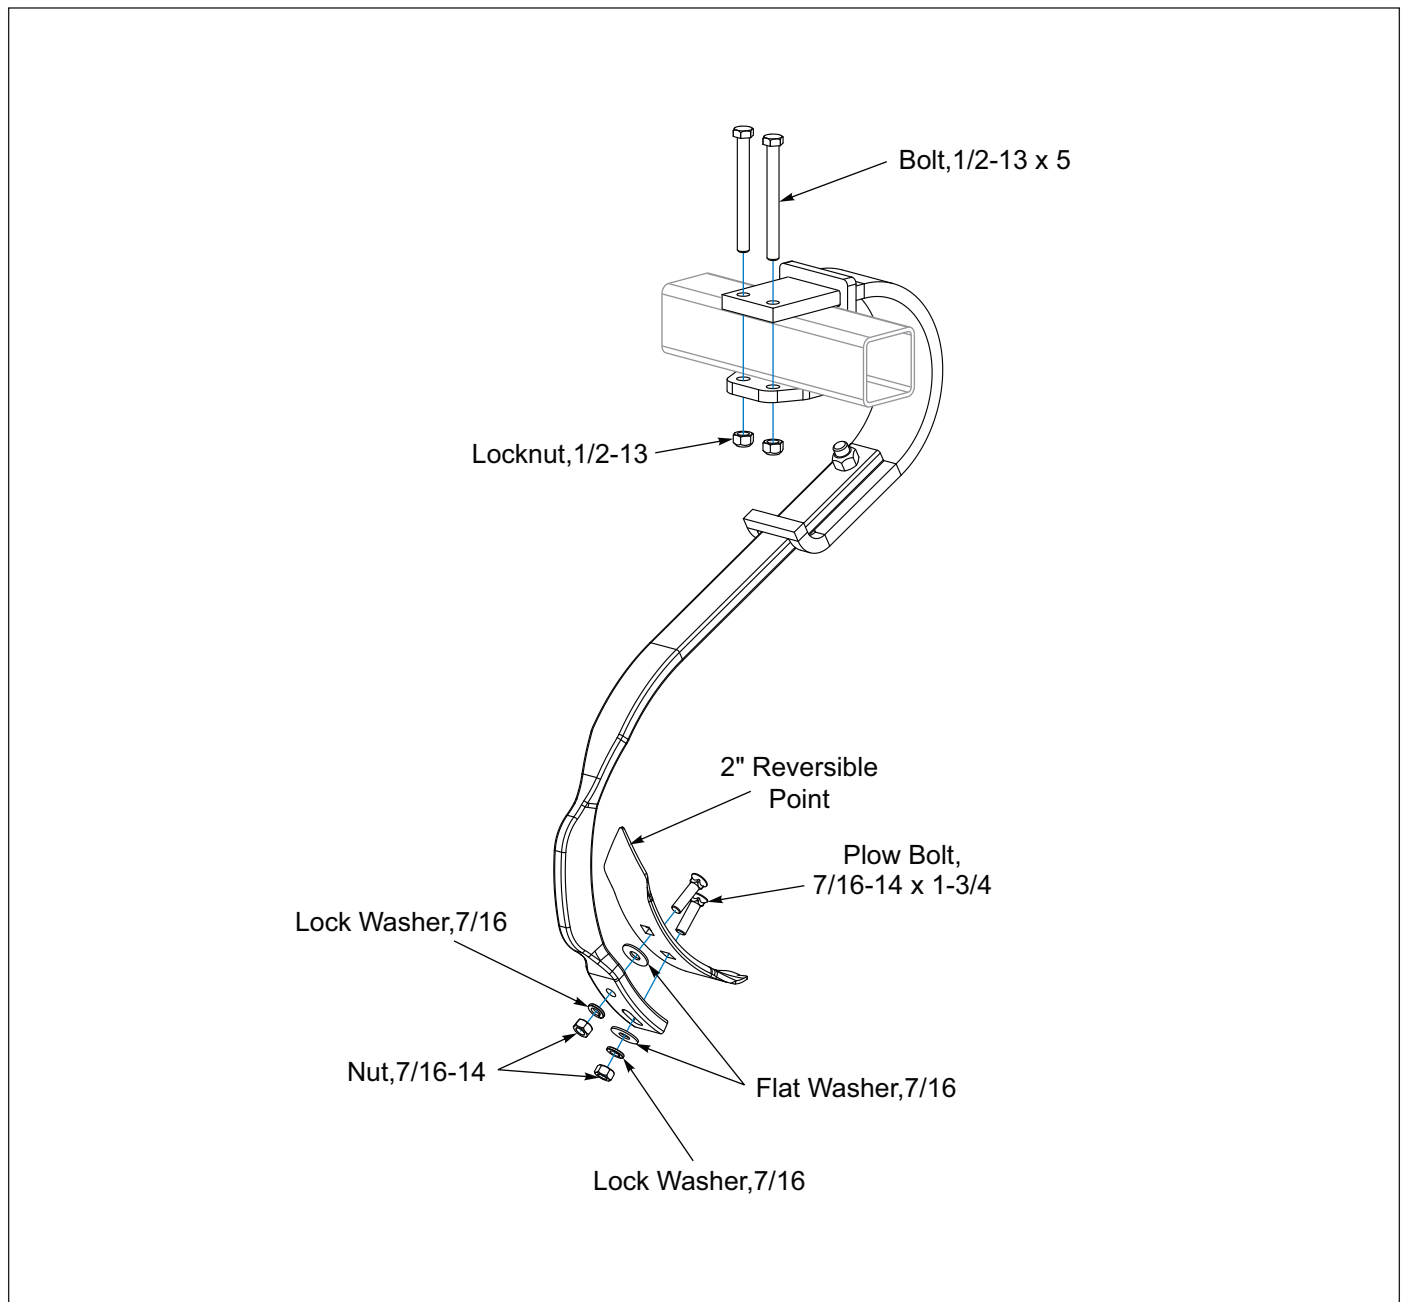 Bolt,1/2-13 x 5
Locknut,1/2-13
2" Reversible
Point
Plow Bolt,
7/16-14 x 1-3/4
Lock Washer,7/16
Nut,7/16-14
Flat Washer,7/16
Lock Washer,7/16